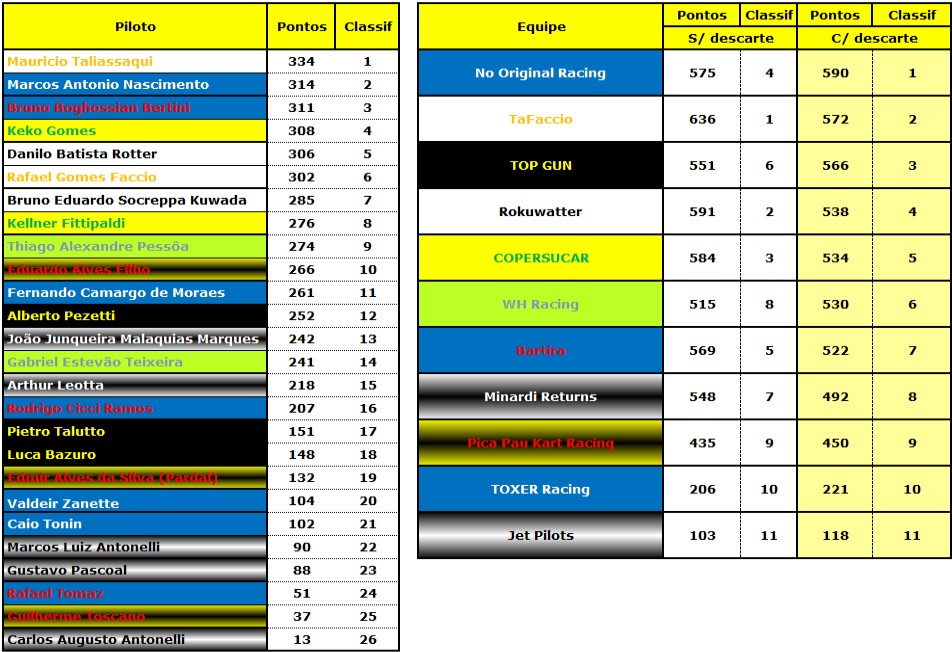 Piloto Pontos Classif
Mauricio Taliassaqui 334 1
Marcos Antonio Nascimento 314 2
Bruno Boghossian Bertini 311 3
Keko Gomes 308 4
Danilo Batista Rotter 306 5
Rafael Gomes Faccio 302 6
Bruno Eduardo Socreppa Kuwada 285 7
Kellner Fittipaldi 276 8
Thiago Alexandre Pessôa 274 9
Eduardo Alves Filho 266 10
Fernando Camargo de Moraes 261 11
Alberto Pezetti 252 12
João Junqueira Malaquias Marques 242 13
Gabriel Estevão Teixeira 241 14
Arthur Leotta 218 15
Rodrigo Cicci Ramos 207 16
Pietro Talutto 151 17
Luca Bazuro 148 18
Edmir Alves da Silva (Pardal) 132 19
Valdeir Zanette 104 20
Caio Tonin 102 21
Marcos Luiz Antonelli 90 22
Gustavo Pascoal 88 23
Rafael Tomaz 51 24
Guilherme Toscano 37 25
Carlos Augusto Antonelli 13 26
Equipe Pontos Classif Pontos Classif
S/ descarte C/ descarte
No Original Racing 575 4 590 1
TaFaccio 636 1 572 2
TOP GUN 551 6 566 3
Rokuwatter 591 2 538 4
COPERSUCAR 584 3 534 5
WH Racing 515 8 530 6
Bartira 569 5 522 7
Minardi Returns 548 7 492 8
Pica Pau Kart Racing 435 9 450 9
TOXER Racing 206 10 221 10
Jet Pilots 103 11 118 11